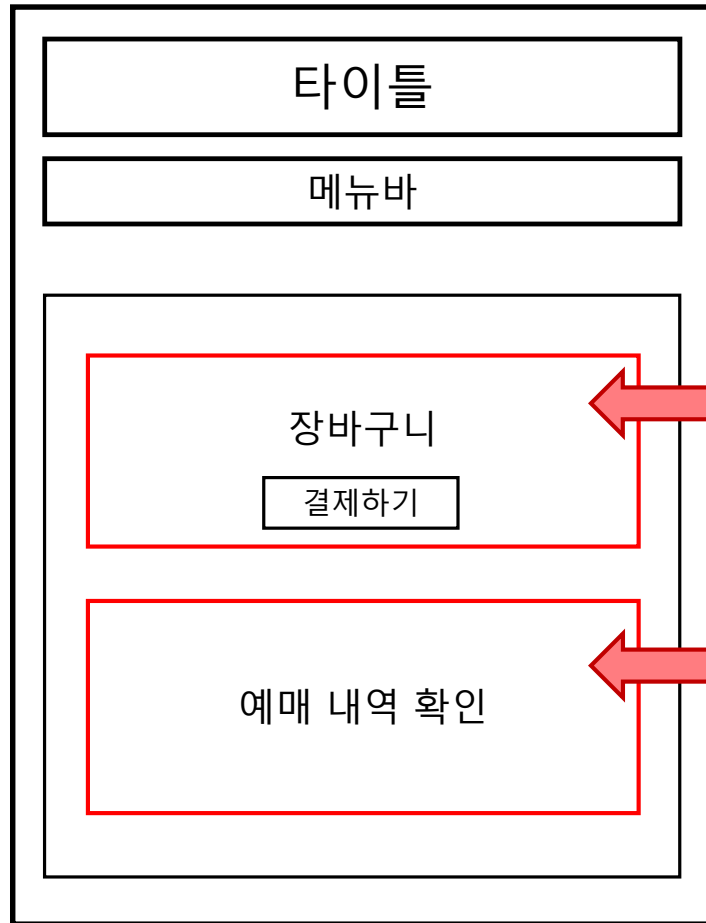 타이틀
메뉴바
장바구니
결제하기
예매 내역 확인